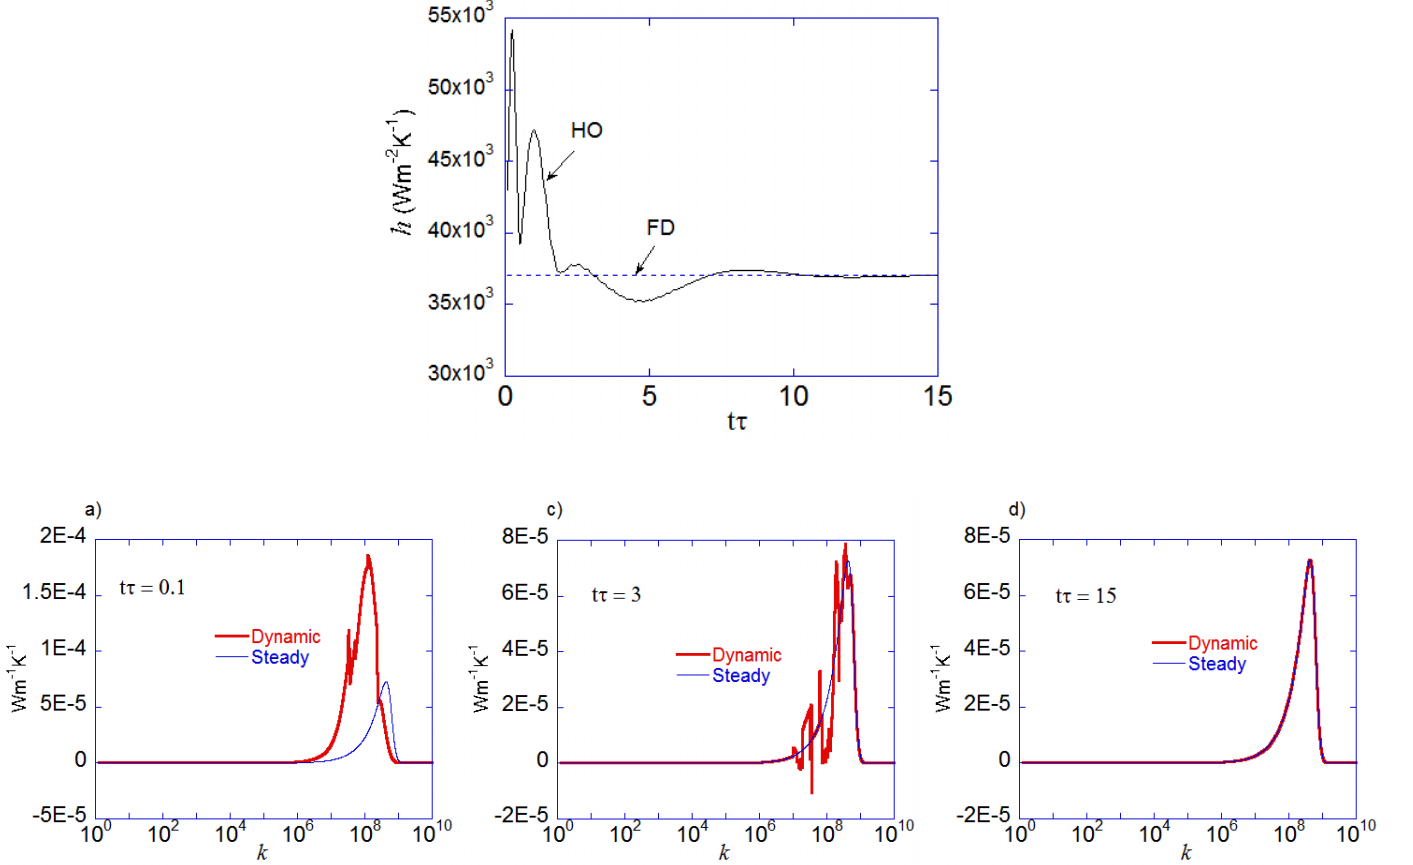 55x10³
50x10³
45x10³
40x10³
35x10³
30x10³
h (Wm⁻²K⁻¹)
HO
FD
0 5 10 15
tτ
a)
2E-4
1.5E-4
1E-4
5E-5
0
-5E-5
Wm⁻¹K⁻¹
tτ = 0.1
Dynamic
Steady
10⁰ 10² 10⁴ 10⁶ 10⁸ 10¹⁰
k
c)
8E-5
6E-5
4E-5
2E-5
0
-2E-5
Wm⁻¹K⁻¹
tτ = 3
Dynamic
Steady
10⁰ 10² 10⁴ 10⁶ 10⁸ 10¹⁰
k
d)
8E-5
6E-5
4E-5
2E-5
0
-2E-5
Wm⁻¹K⁻¹
tτ = 15
Dynamic
Steady
10⁰ 10² 10⁴ 10⁶ 10⁸ 10¹⁰
k